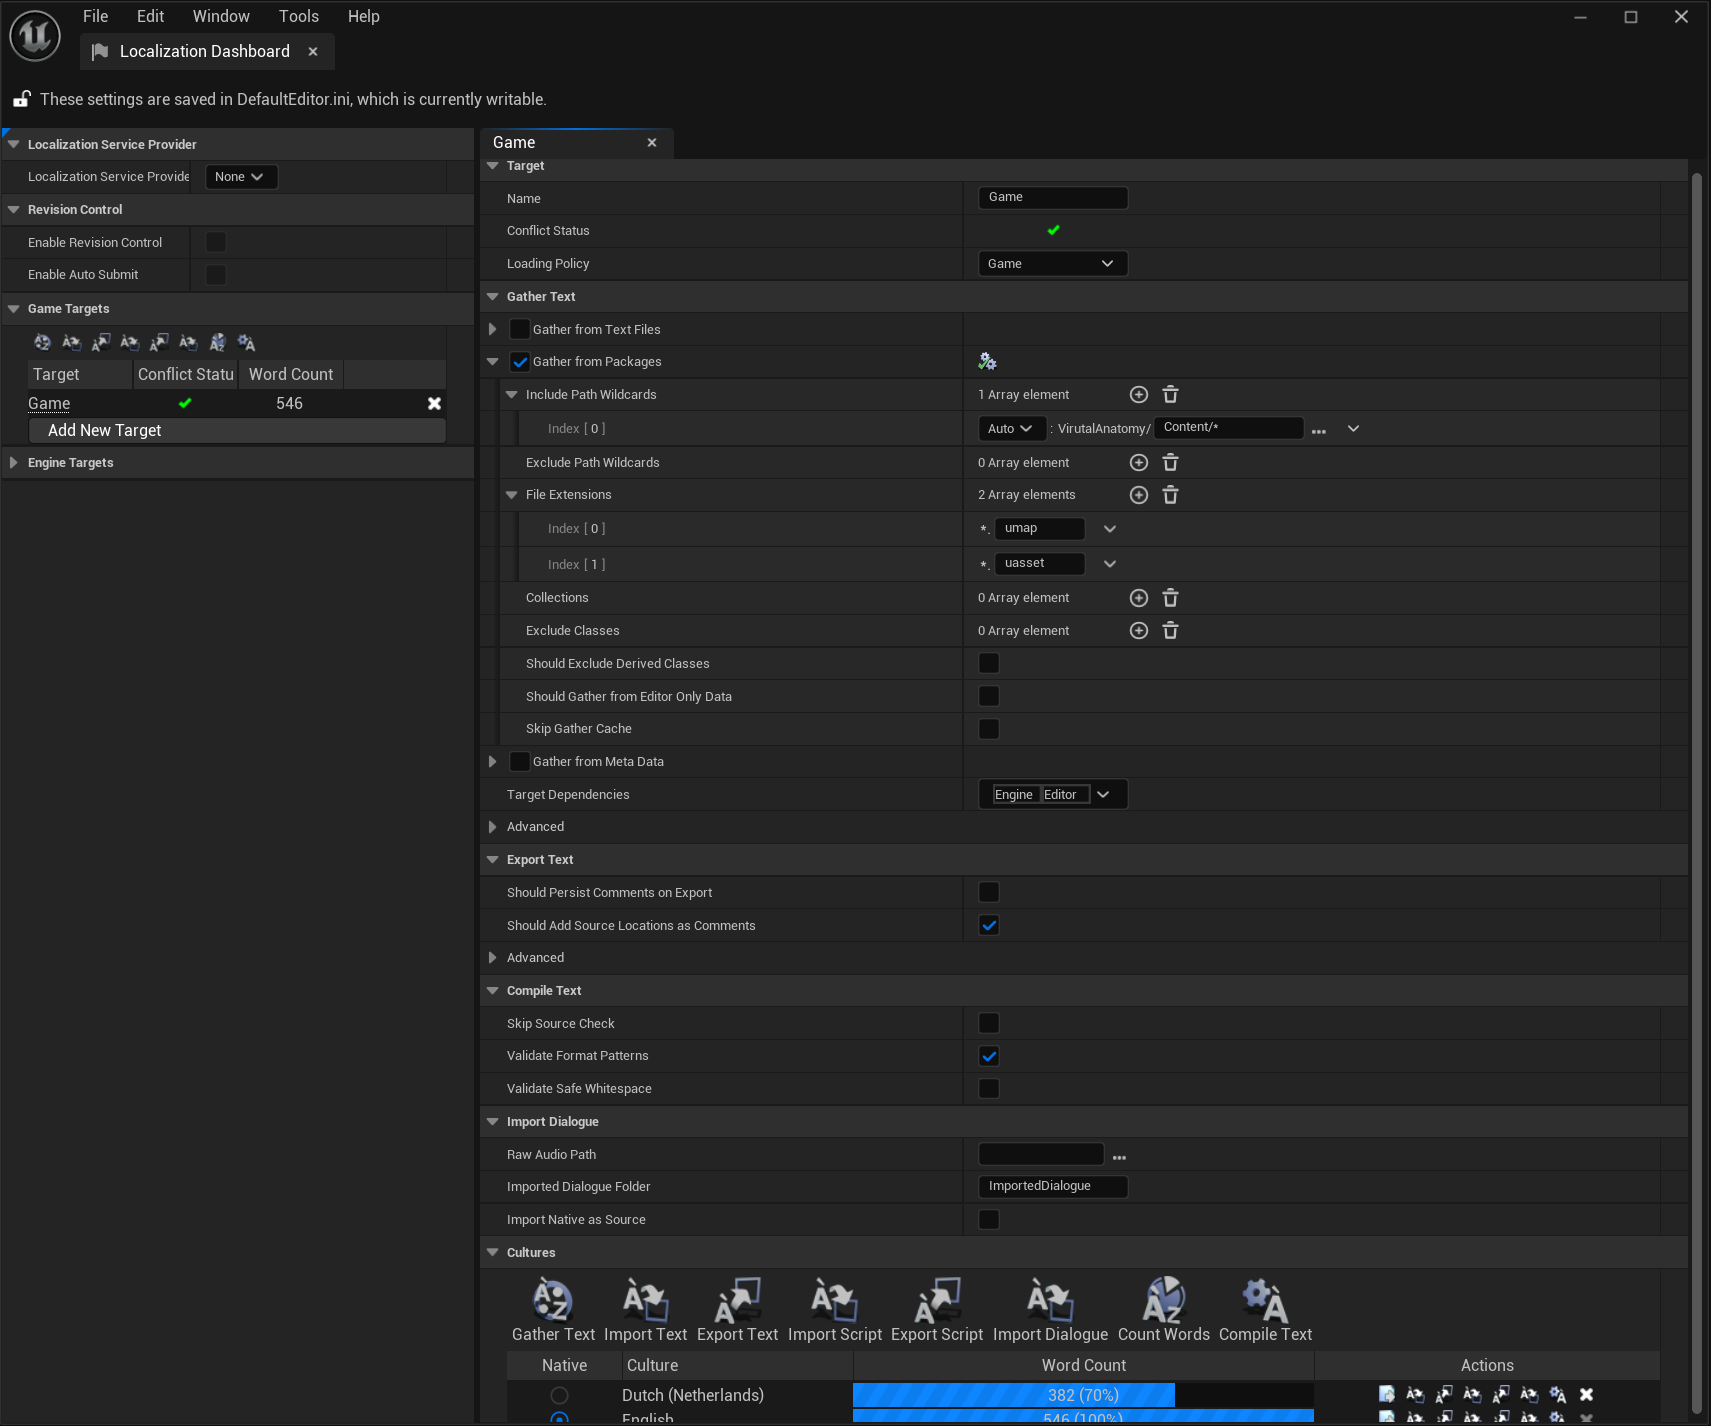 File Edit Window Tools Help
Localization Dashboard
These settings are saved in DefaultEditor.ini, which is currently writable.
Localization Service Provider
Localization Service Provide None
Revision Control
Enable Revision Control
Enable Auto Submit
Game Targets
Target Conflict Statu Word Count
Game 546
Add New Target
Engine Targets
Game
Target
Name Game
Conflict Status
Loading Policy Game
Gather Text
Gather from Text Files
Gather from Packages
Include Path Wildcards 1 Array element
Index [ 0 ] Auto : VirutalAnatomy/ Content/* ...
Exclude Path Wildcards 0 Array element
File Extensions 2 Array elements
Index [ 0 ] *. umap
Index [ 1 ] *. uasset
Collections 0 Array element
Exclude Classes 0 Array element
Should Exclude Derived Classes
Should Gather from Editor Only Data
Skip Gather Cache
Gather from Meta Data
Target Dependencies Engine Editor
Advanced
Export Text
Should Persist Comments on Export
Should Add Source Locations as Comments
Advanced
Compile Text
Skip Source Check
Validate Format Patterns
Validate Safe Whitespace
Import Dialogue
Raw Audio Path ...
Imported Dialogue Folder ImportedDialogue
Import Native as Source
Cultures
Gather Text Import Text Export Text Import Script Export Script Import Dialogue Count Words Compile Text
Native Culture Word Count Actions
Dutch (Netherlands) 382 (70%)
English 546 (100%)